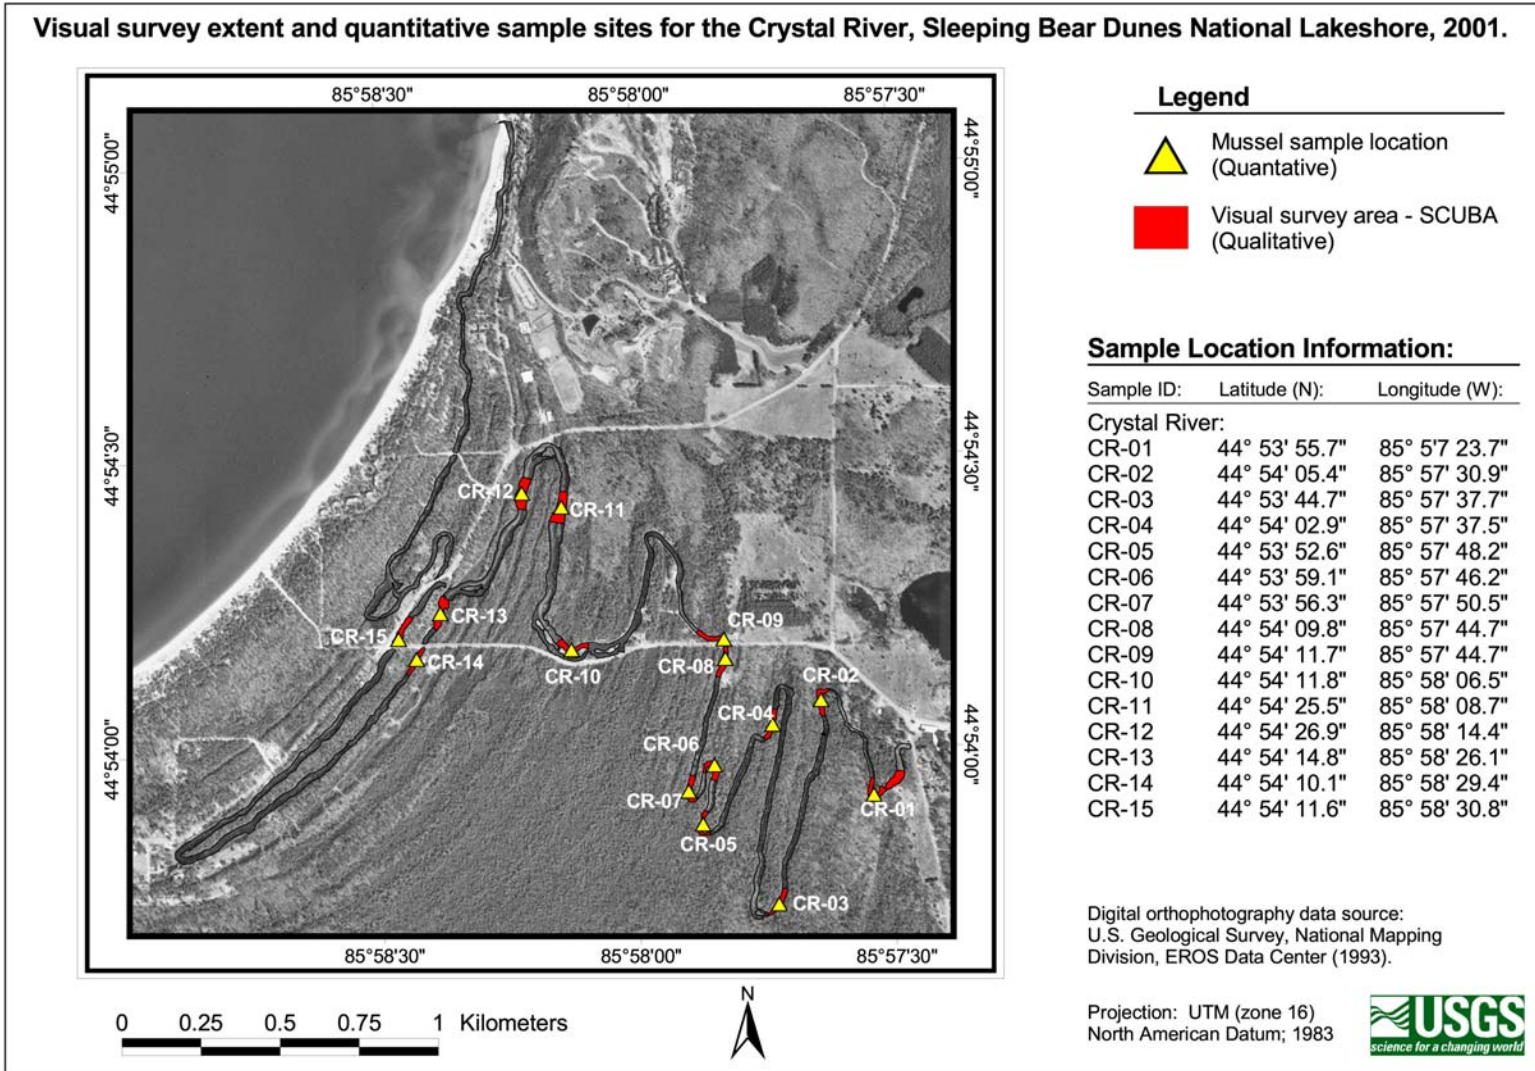 Visual survey extent and quantitative sample sites for the Crystal River, Sleeping Bear Dunes National Lakeshore, 2001.
85°58'30" 85°58'00" 85°57'30"
44°55'00" 44°55'00"
44°54'30" 44°54'30"
44°54'00" 44°54'00"
CR-12
CR-11
CR-13
CR-15
CR-14
CR-10
CR-09
CR-08
CR-02
CR-04
CR-06
CR-07
CR-01
CR-05
CR-03
85°58'30" 85°58'00" 85°57'30"
0 0.25 0.5 0.75 1 Kilometers
N
Legend
Mussel sample location
(Quantative)
Visual survey area - SCUBA
(Qualitative)
Sample Location Information:
Sample ID: Latitude (N): Longitude (W):
Crystal River:
CR-01 44° 53' 55.7" 85° 5'7 23.7"
CR-02 44° 54' 05.4" 85° 57' 30.9"
CR-03 44° 53' 44.7" 85° 57' 37.7"
CR-04 44° 54' 02.9" 85° 57' 37.5"
CR-05 44° 53' 52.6" 85° 57' 48.2"
CR-06 44° 53' 59.1" 85° 57' 46.2"
CR-07 44° 53' 56.3" 85° 57' 50.5"
CR-08 44° 54' 09.8" 85° 57' 44.7"
CR-09 44° 54' 11.7" 85° 57' 44.7"
CR-10 44° 54' 11.8" 85° 58' 06.5"
CR-11 44° 54' 25.5" 85° 58' 08.7"
CR-12 44° 54' 26.9" 85° 58' 14.4"
CR-13 44° 54' 14.8" 85° 58' 26.1"
CR-14 44° 54' 10.1" 85° 58' 29.4"
CR-15 44° 54' 11.6" 85° 58' 30.8"
Digital orthophotography data source:
U.S. Geological Survey, National Mapping
Division, EROS Data Center (1993).
Projection: UTM (zone 16)
North American Datum; 1983
USGS
science for a changing world